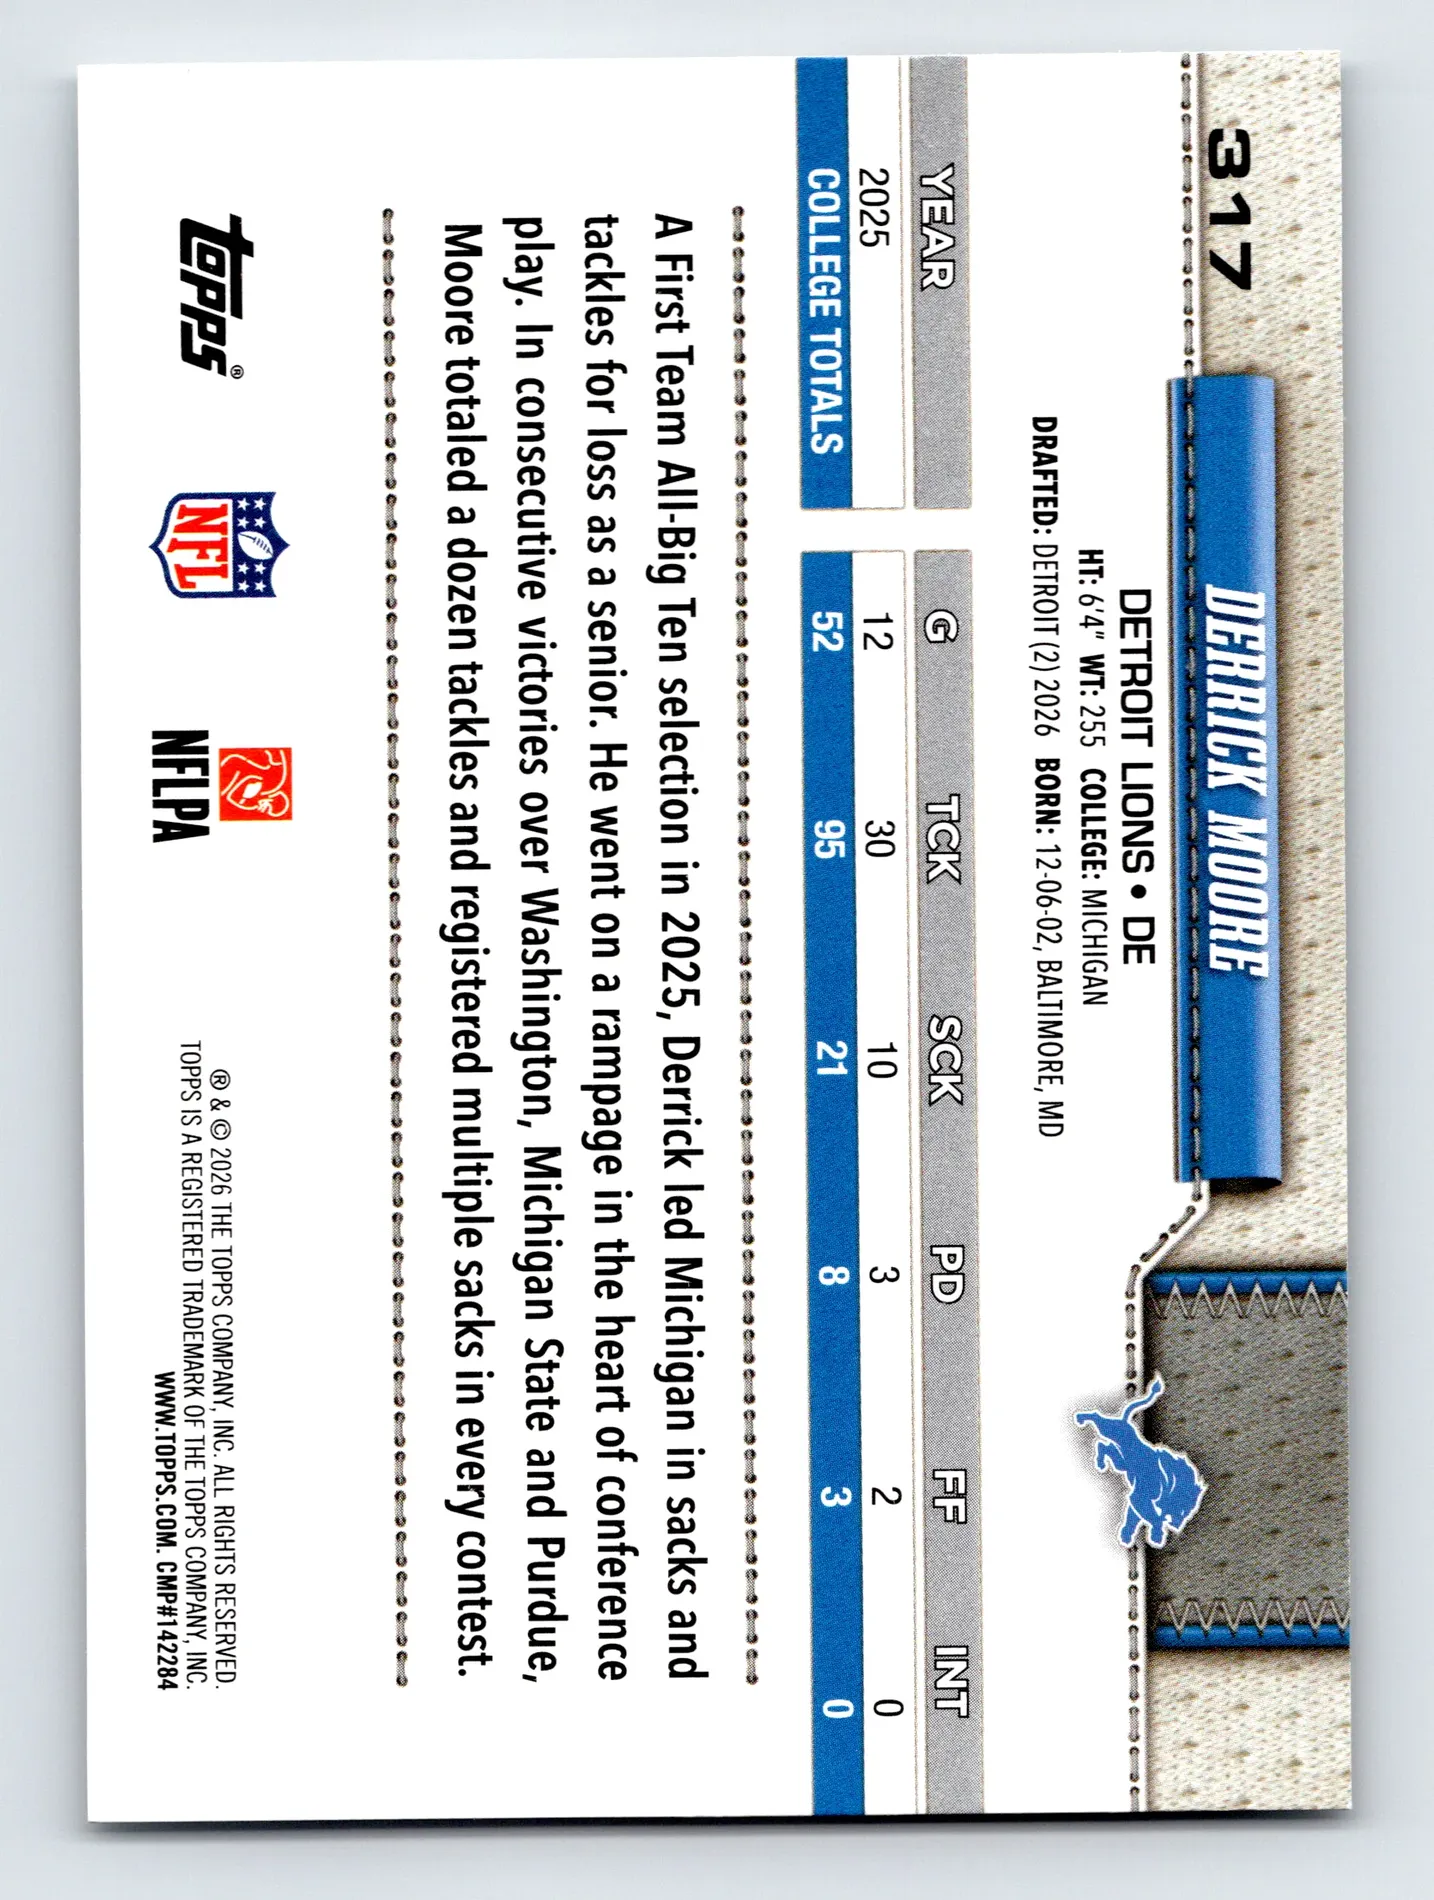 317
DERRICK MOORE
DETROIT LIONS • DE
HT: 6'4" WT: 255 COLLEGE: MICHIGAN
DRAFTED: DETROIT (2) 2026 BORN: 12-06-02, BALTIMORE, MD
YEAR G TCK SCK PD FF INT
2025 12 30 10 3 2 0
COLLEGE TOTALS 52 95 21 8 3 0
A First Team All-Big Ten selection in 2025, Derrick led Michigan in sacks and
tackles for loss as a senior. He went on a rampage in the heart of conference
play. In consecutive victories over Washington, Michigan State and Purdue,
Moore totaled a dozen tackles and registered multiple sacks in every contest.
topps®
NFL
NFLPA
® & © 2026 THE TOPPS COMPANY, INC. ALL RIGHTS RESERVED.
TOPPS IS A REGISTERED TRADEMARK OF THE TOPPS COMPANY, INC.
WWW.TOPPS.COM. CMP#142284